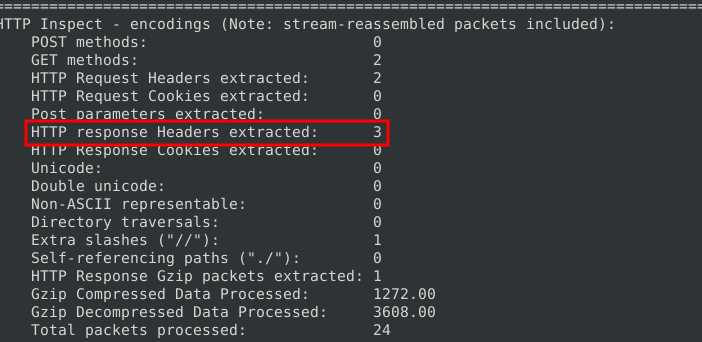 ===============================================================================
HTTP Inspect - encodings (Note: stream-reassembled packets included):
POST methods: 0
GET methods: 2
HTTP Request Headers extracted: 2
HTTP Request Cookies extracted: 0
Post parameters extracted: 0
HTTP response Headers extracted: 3
HTTP Response Cookies extracted: 0
Unicode: 0
Double unicode: 0
Non-ASCII representable: 0
Directory traversals: 0
Extra slashes ("//"): 1
Self-referencing paths ("./"): 0
HTTP Response Gzip packets extracted: 1
Gzip Compressed Data Processed: 1272.00
Gzip Decompressed Data Processed: 3608.00
Total packets processed: 24